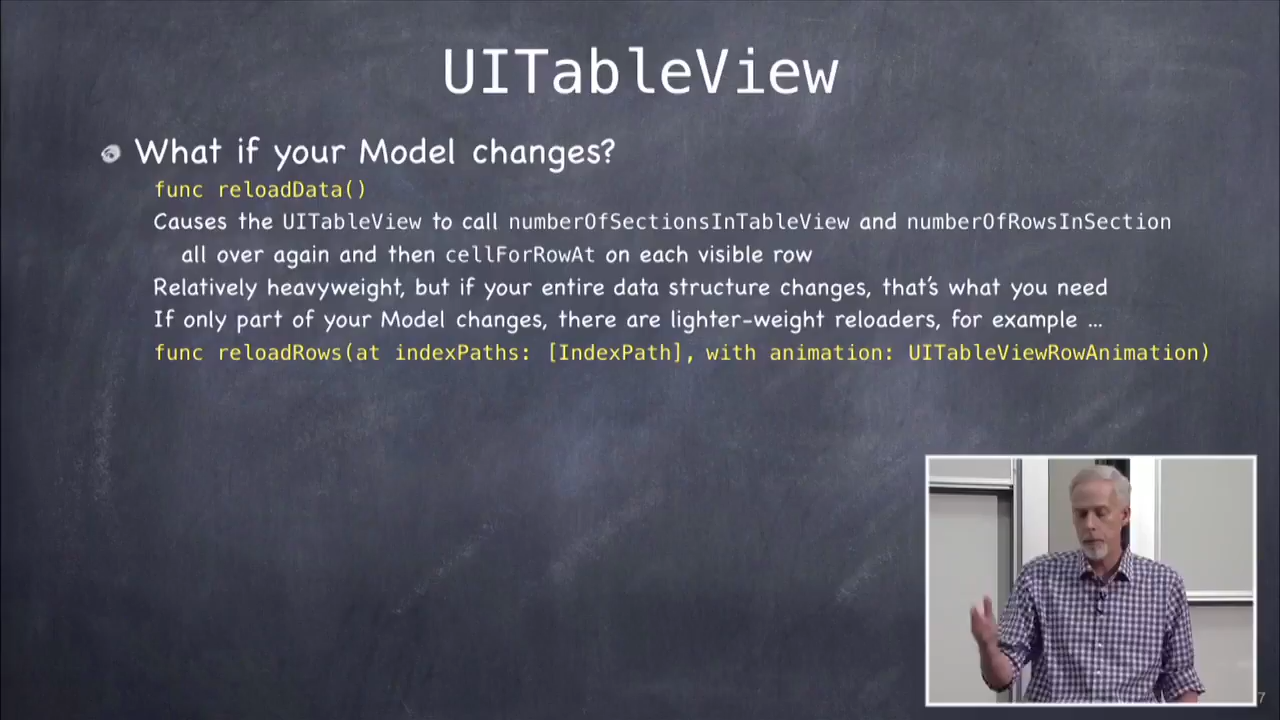 UITableView
What if your Model changes?
func reloadData()
Causes the UITableView to call numberOfSectionsInTableView and numberOfRowsInSection
all over again and then cellForRowAt on each visible row
Relatively heavyweight, but if your entire data structure changes, that's what you need
If only part of your Model changes, there are lighter-weight reloaders, for example ...
func reloadRows(at indexPaths: [IndexPath], with animation: UITableViewRowAnimation)